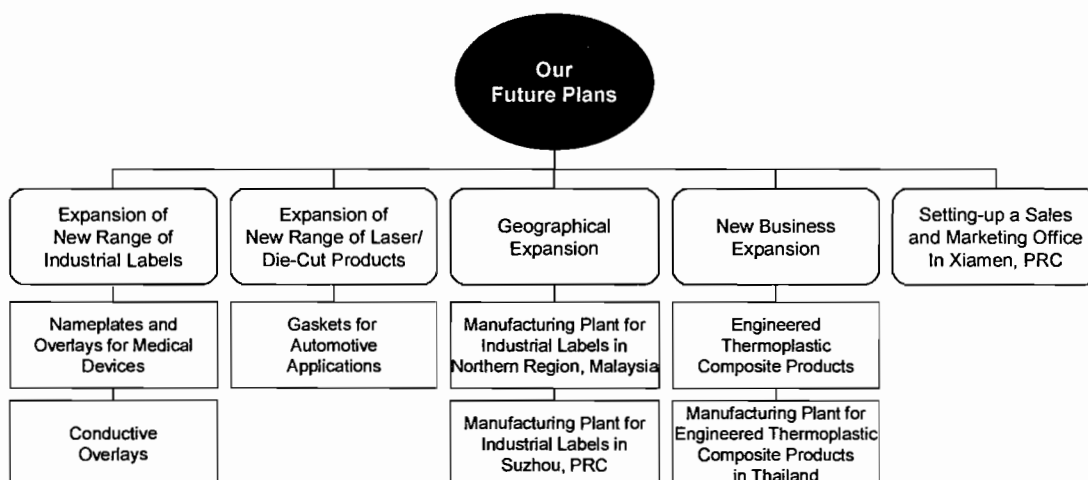 Our
Future Plans
Expansion of
New Range of
Industrial Labels
Expansion of
New Range of Laser/
Die-Cut Products
Geographical
Expansion
New Business
Expansion
Setting-up a Sales
and Marketing Office
In Xiamen, PRC
Nameplates and
Overlays for Medical
Devices
Gaskets for
Automotive
Applications
Manufacturing Plant for
Industrial Labels in
Northern Region, Malaysia
Engineered
Thermoplastic
Composite Products
Conductive
Overlays
Manufacturing Plant for
Industrial Labels in
Suzhou, PRC
Manufacturing Plant for
Engineered Thermoplastic
Composite Products
in Thailand